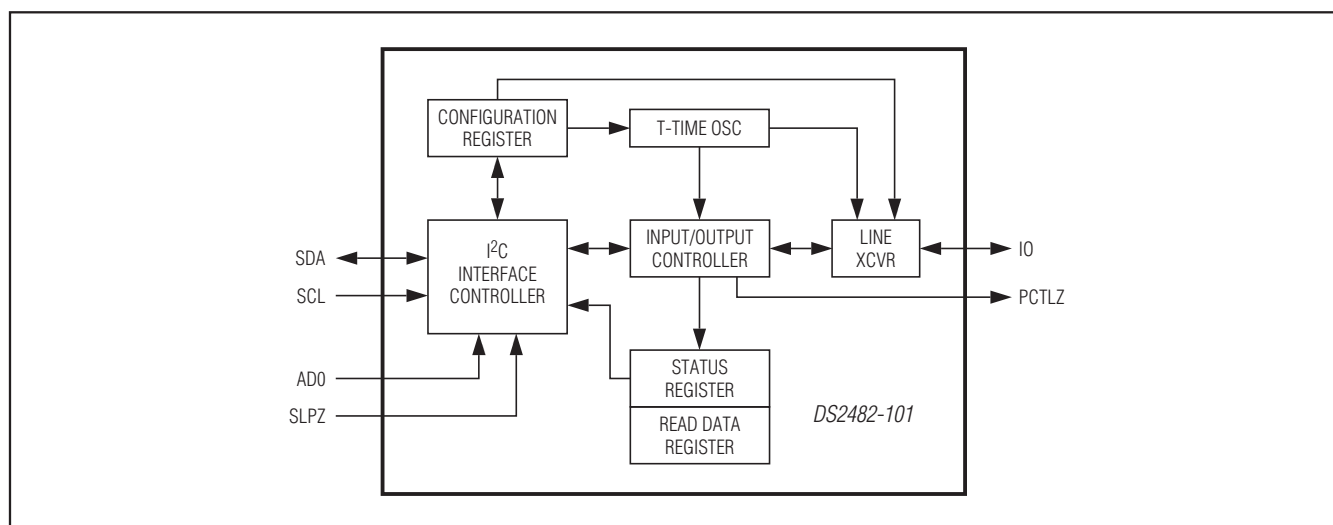 CONFIGURATION
REGISTER
T-TIME OSC
SDA
SCL
AD0
SLPZ
I²C
INTERFACE
CONTROLLER
INPUT/OUTPUT
CONTROLLER
LINE
XCVR
IO
PCTLZ
STATUS
REGISTER
READ DATA
REGISTER
DS2482-101